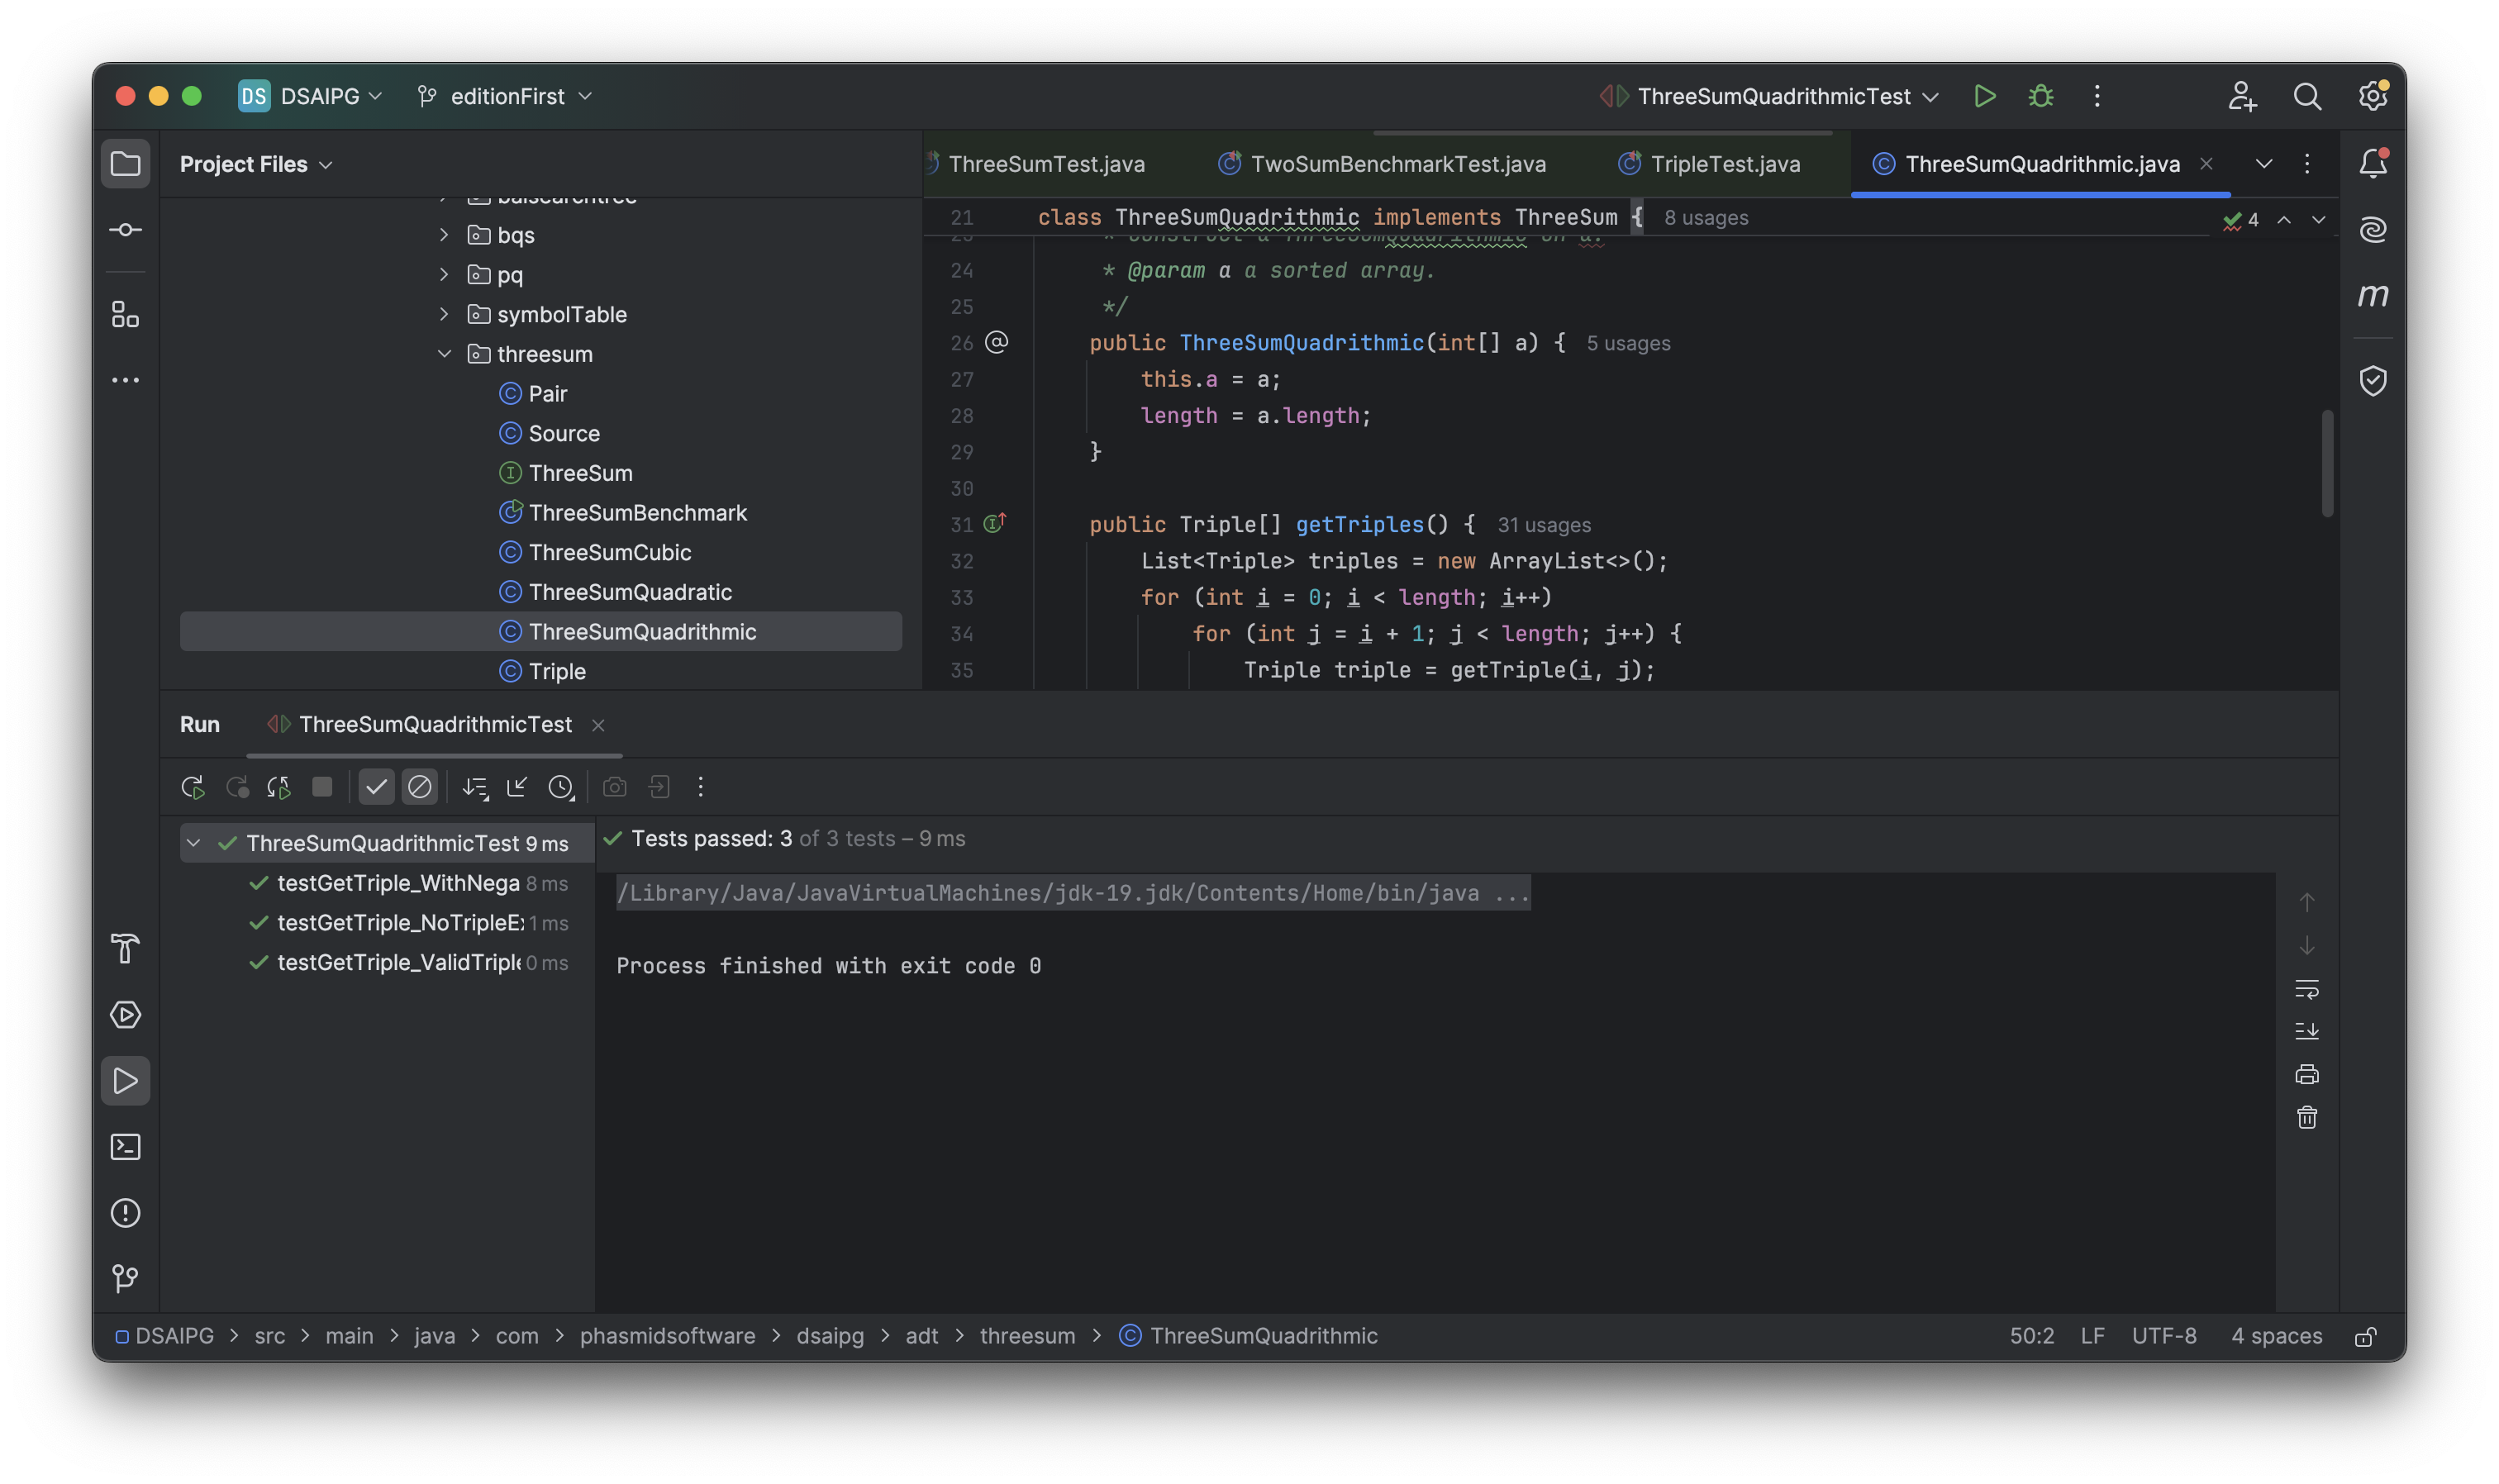 DS DSAIPG editionFirst ThreeSumQuadrithmicTest
Project Files
ThreeSumTest.java TwoSumBenchmarkTest.java TripleTest.java ThreeSumQuadrithmic.java
bqs
pq
symbolTable
threesum
Pair
Source
ThreeSum
ThreeSumBenchmark
ThreeSumCubic
ThreeSumQuadratic
ThreeSumQuadrithmic
Triple
21 class ThreeSumQuadrithmic implements ThreeSum { 8 usages
4
* Construct a ThreeSumQuadrithmic on a.
24 * @param a a sorted array.
25 */
26 public ThreeSumQuadrithmic(int[] a) { 5 usages
27 this.a = a;
28 length = a.length;
29 }
30
31 public Triple[] getTriples() { 31 usages
32 List<Triple> triples = new ArrayList<>();
33 for (int i = 0; i < length; i++)
34 for (int j = i + 1; j < length; j++) {
35 Triple triple = getTriple(i, j);
Run ThreeSumQuadrithmicTest
ThreeSumQuadrithmicTest 9 ms
testGetTriple_WithNega 8 ms
testGetTriple_NoTripleEx 1 ms
testGetTriple_ValidTriple 0 ms
Tests passed: 3 of 3 tests – 9 ms
/Library/Java/JavaVirtualMachines/jdk-19.jdk/Contents/Home/bin/java ...
Process finished with exit code 0
DSAIPG > src > main > java > com > phasmidsoftware > dsaipg > adt > threesum > ThreeSumQuadrithmic
50:2 LF UTF-8 4 spaces